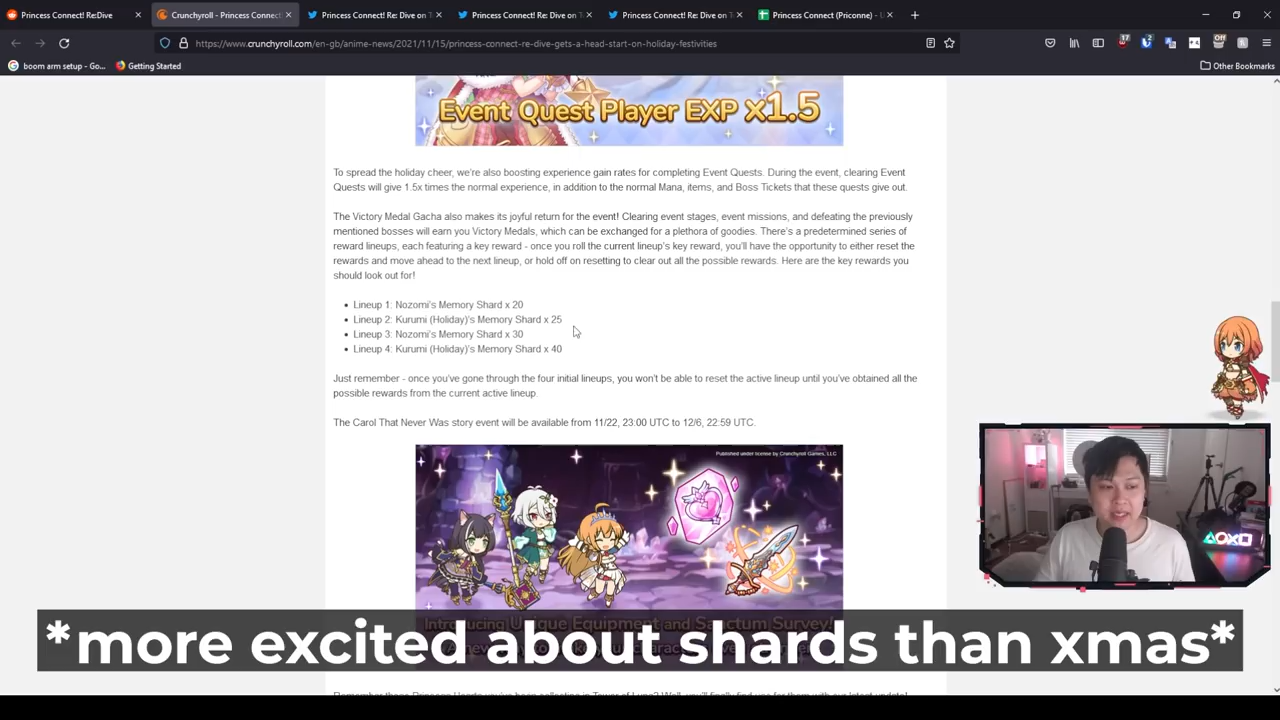 Princess Connect! Re:Dive
Crunchyroll - Princess Connect!
Princess Connect! Re: Dive on T
Princess Connect! Re: Dive on T
Princess Connect! Re: Dive on T
Princess Connect (Priconne) - U
https://www.crunchyroll.com/en-gb/anime-news/2021/11/15/princess-connect-re-dive-gets-a-head-start-on-holiday-festivities
17
2
Off
boom arm setup - Go...
Getting Started
Other Bookmarks
Event Quest Player EXP x1.5
To spread the holiday cheer, we're also boosting experience gain rates for completing Event Quests. During the event, clearing Event
Quests will give 1.5x times the normal experience, in addition to the normal Mana, items, and Boss Tickets that these quests give out.
The Victory Medal Gacha also makes its joyful return for the event! Clearing event stages, event missions, and defeating the previously
mentioned bosses will earn you Victory Medals, which can be exchanged for a plethora of goodies. There's a predetermined series of
reward lineups, each featuring a key reward - once you roll the current lineup's key reward, you'll have the opportunity to either reset the
rewards and move ahead to the next lineup, or hold off on resetting to clear out all the possible rewards. Here are the key rewards you
should look out for!
Lineup 1: Nozomi's Memory Shard x 20
Lineup 2: Kurumi (Holiday)'s Memory Shard x 25
Lineup 3: Nozomi's Memory Shard x 30
Lineup 4: Kurumi (Holiday)'s Memory Shard x 40
Just remember - once you've gone through the four initial lineups, you won't be able to reset the active lineup until you've obtained all the
possible rewards from the current active lineup.
The Carol That Never Was story event will be available from 11/22, 23:00 UTC to 12/6, 22:59 UTC.
Published under license by Crunchyroll Games, LLC
Introducing Unique Equipment and Sanctum Survey!
*more excited about shards than xmas*